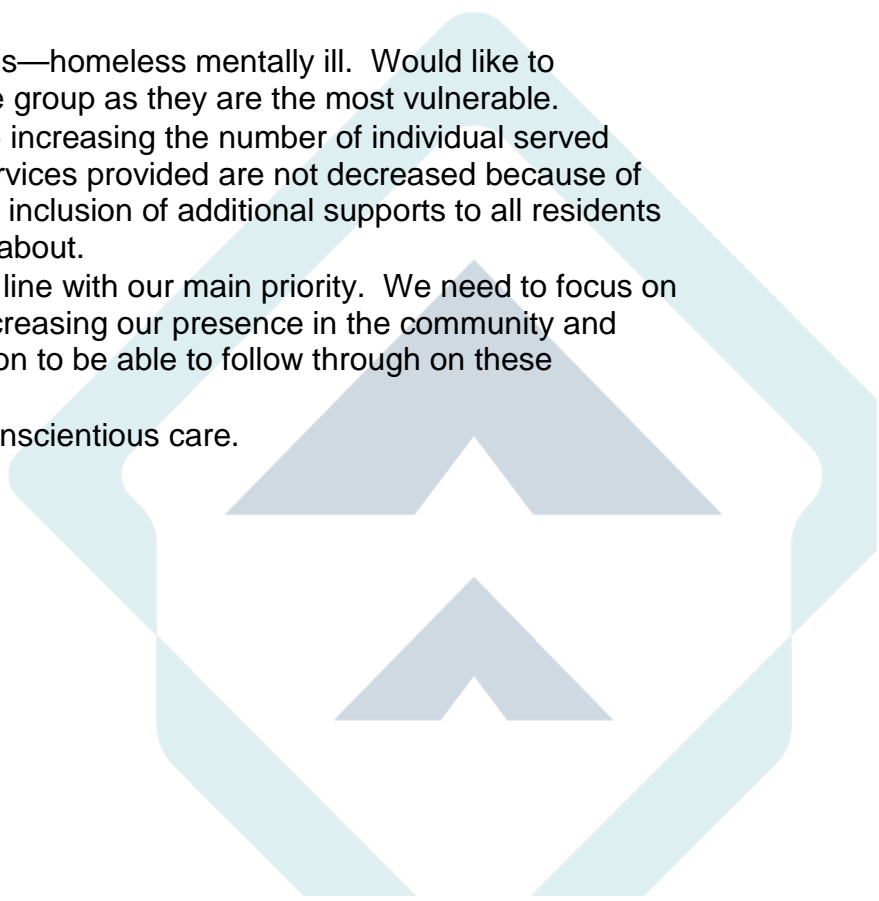 s—homeless mentally ill.  Would like to
e group as they are the most vulnerable.
increasing the number of individual served
rvices provided are not decreased because of
inclusion of additional supports to all residents
about.
line with our main priority.  We need to focus on
creasing our presence in the community and
on to be able to follow through on these
nscientious care.